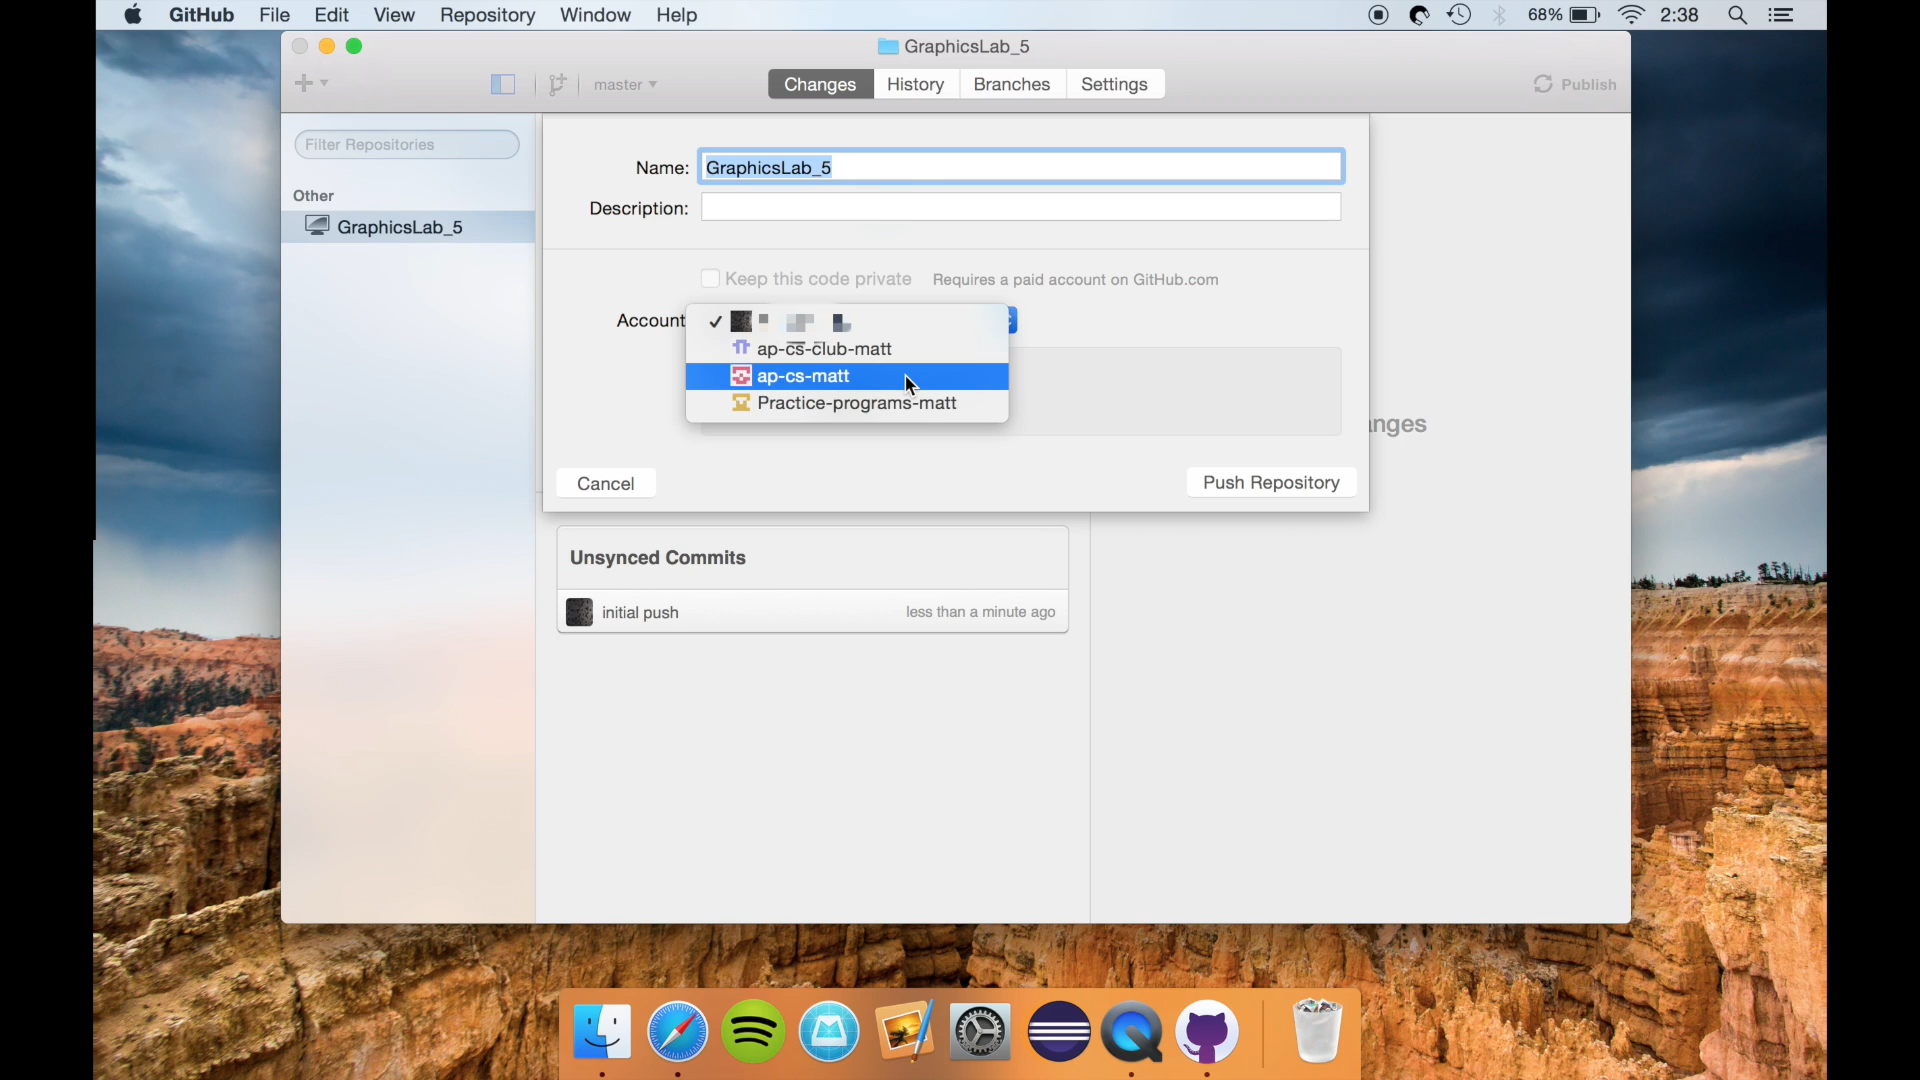 GitHub File Edit View Repository Window Help 68% 2:38
GraphicsLab_5
master Changes History Branches Settings Publish
Filter Repositories
Other
GraphicsLab_5
Name: GraphicsLab_5
Description:
Keep this code private Requires a paid account on GitHub.com
Account
ap-cs-club-matt
ap-cs-matt
Practice-programs-matt
anges
Cancel Push Repository
Unsynced Commits
initial push less than a minute ago